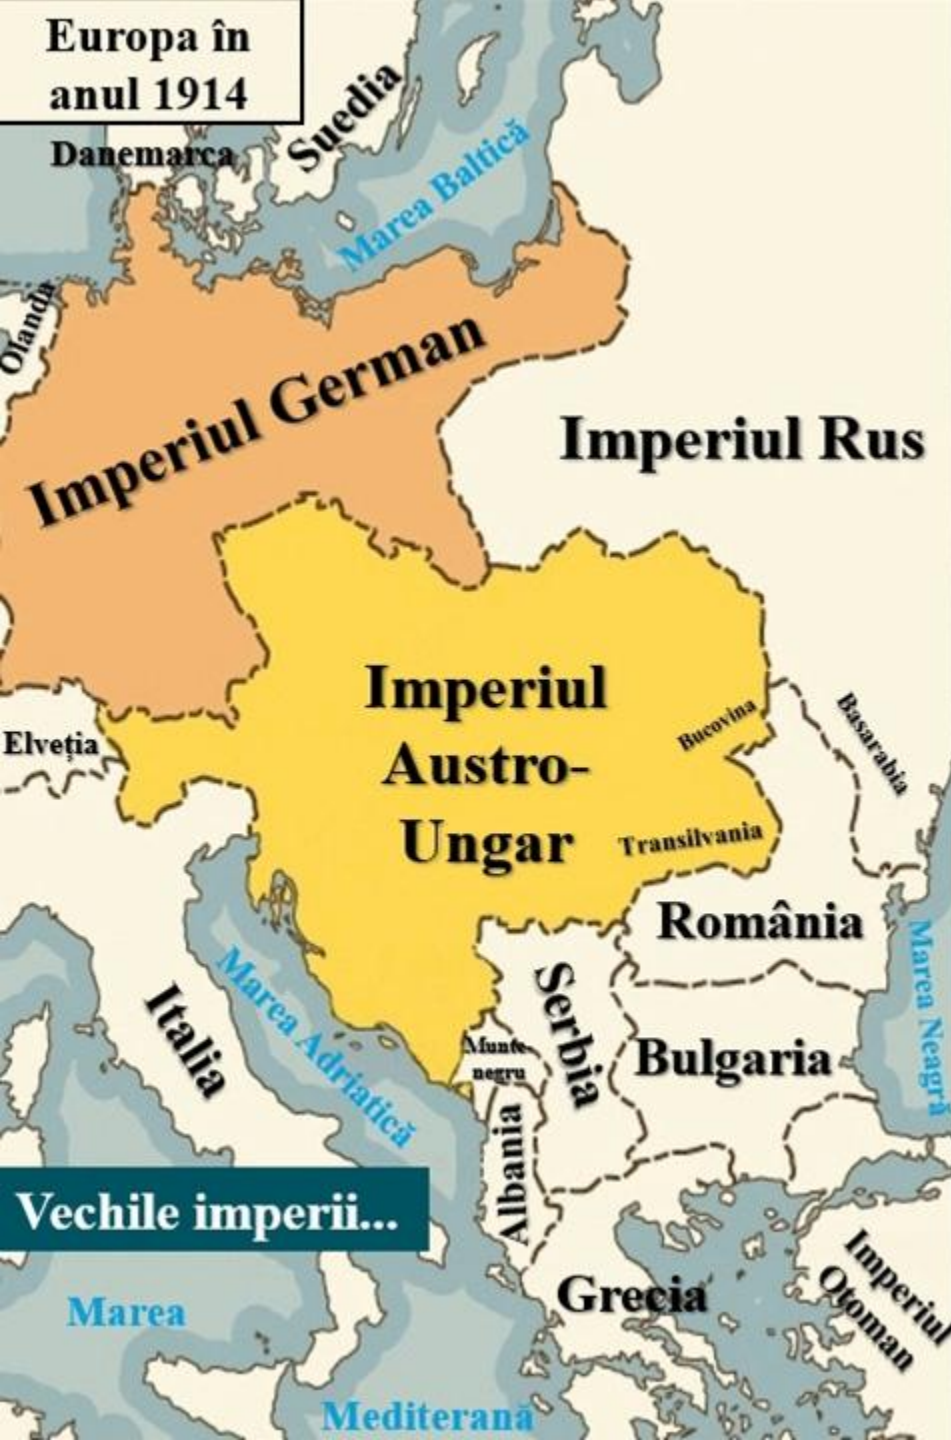 Europa în
anul 1914
Danemarca
Suedia
Marea Baltică
Olanda
Imperiul German
Imperiul Rus
Imperiul
Austro-
Ungar
Elveția
Bucovina
Basarabia
Transilvania
România
Marea Neagră
Marea Adriatică
Italia
Serbia
Munte-
negru
Bulgaria
Albania
Vechile imperii...
Grecia
Imperiul
Otoman
Marea
Mediterană